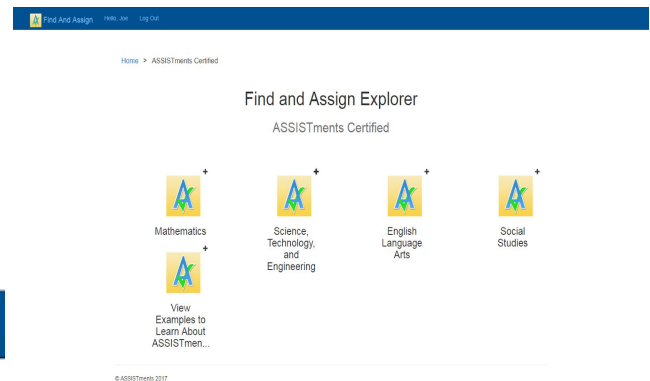 Find And Assign Hello, Joe Log Out
Home > ASSISTments Certified
Find and Assign Explorer
ASSISTments Certified
+ + + +
Mathematics
Science,
Technology,
and
Engineering
English
Language
Arts
Social
Studies
+
View
Examples to
Learn About
ASSISTmen...
© ASSISTments 2017